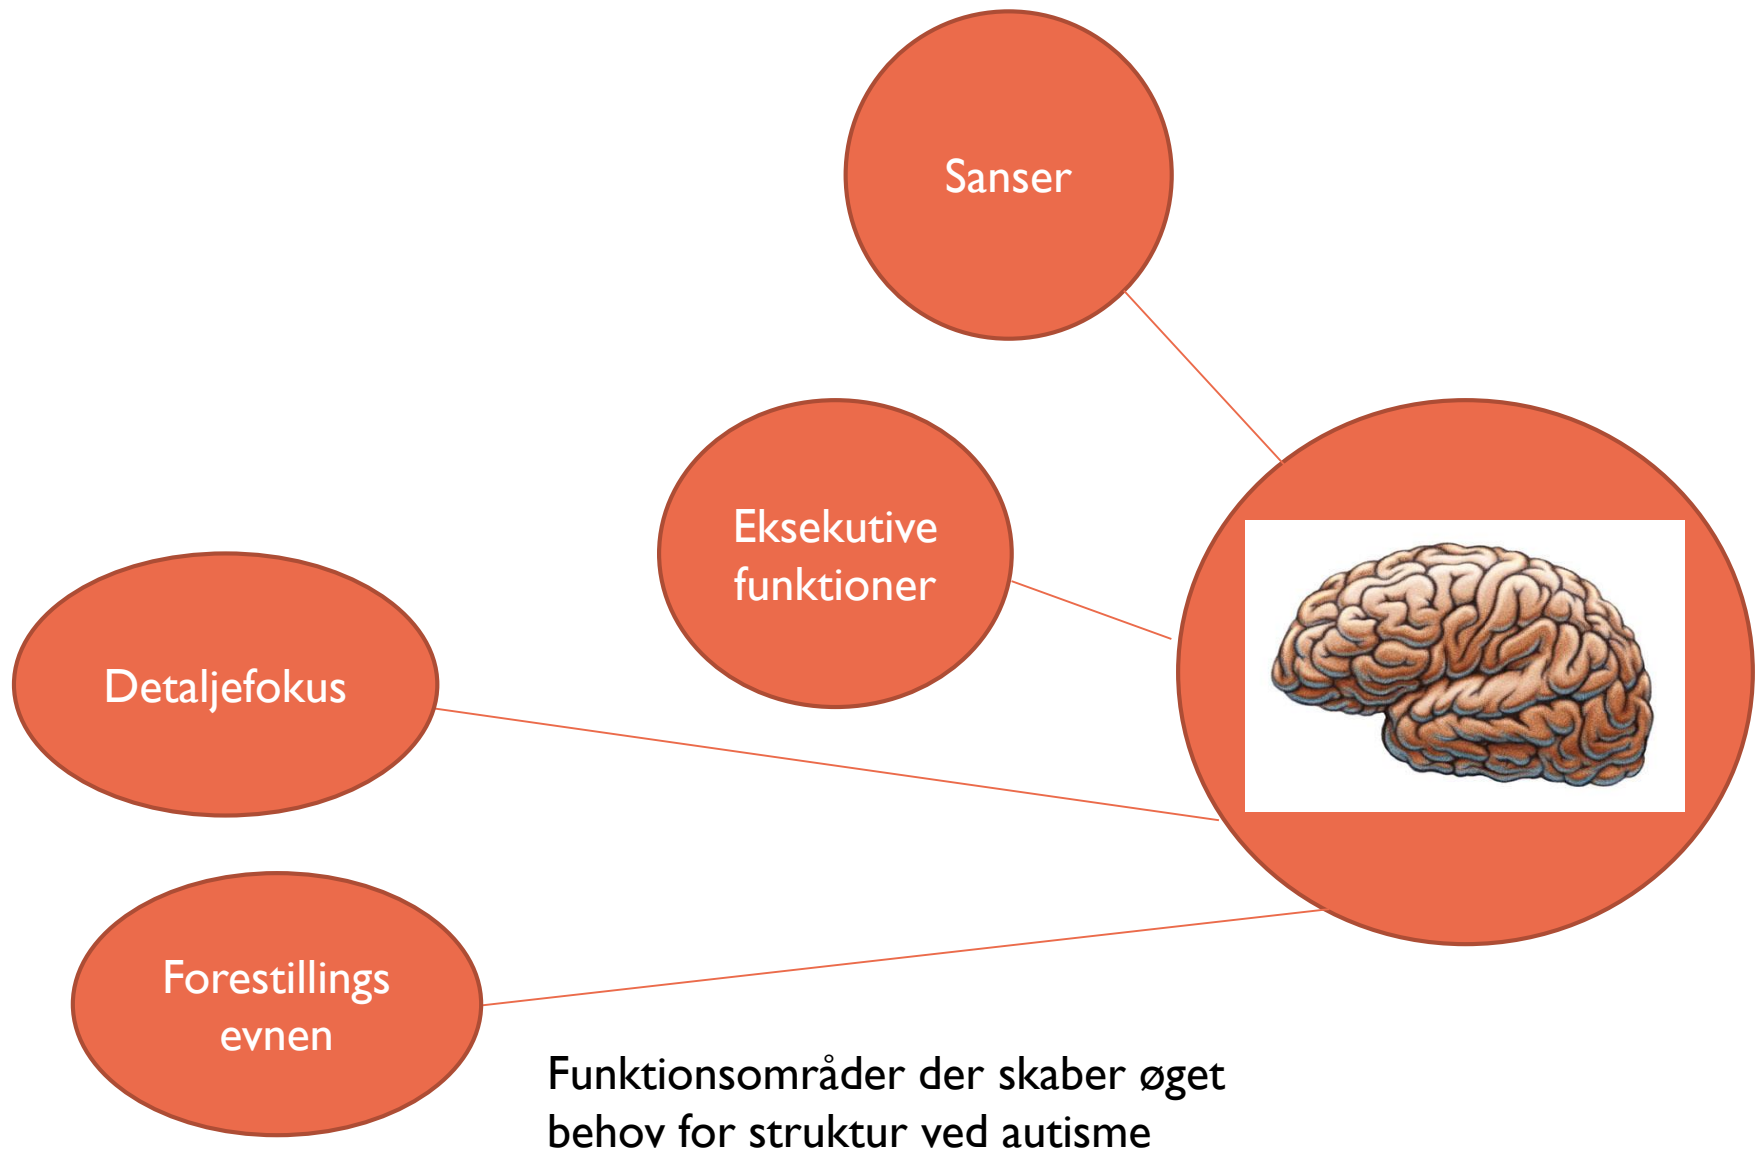 Sanser
Eksekutive
funktioner
Detaljefokus
Forestillings
evnen
Funktionsområder der skaber øget
behov for struktur ved autisme